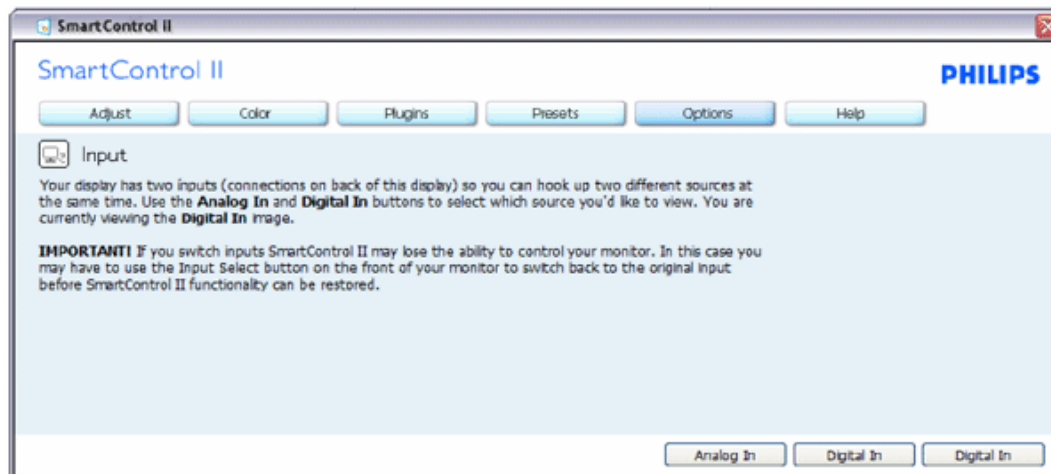 SmartControl II
SmartControl II
PHILIPS
Adjust Color Plugins Presets Options Help
Input
Your display has two inputs (connections on back of this display) so you can hook up two different sources at
the same time. Use the Analog In and Digital In buttons to select which source you'd like to view. You are
currently viewing the Digital In image.
IMPORTANT! If you switch inputs SmartControl II may lose the ability to control your monitor. In this case you
may have to use the Input Select button on the front of your monitor to switch back to the original input
before SmartControl II functionality can be restored.
Analog In Digital In Digital In